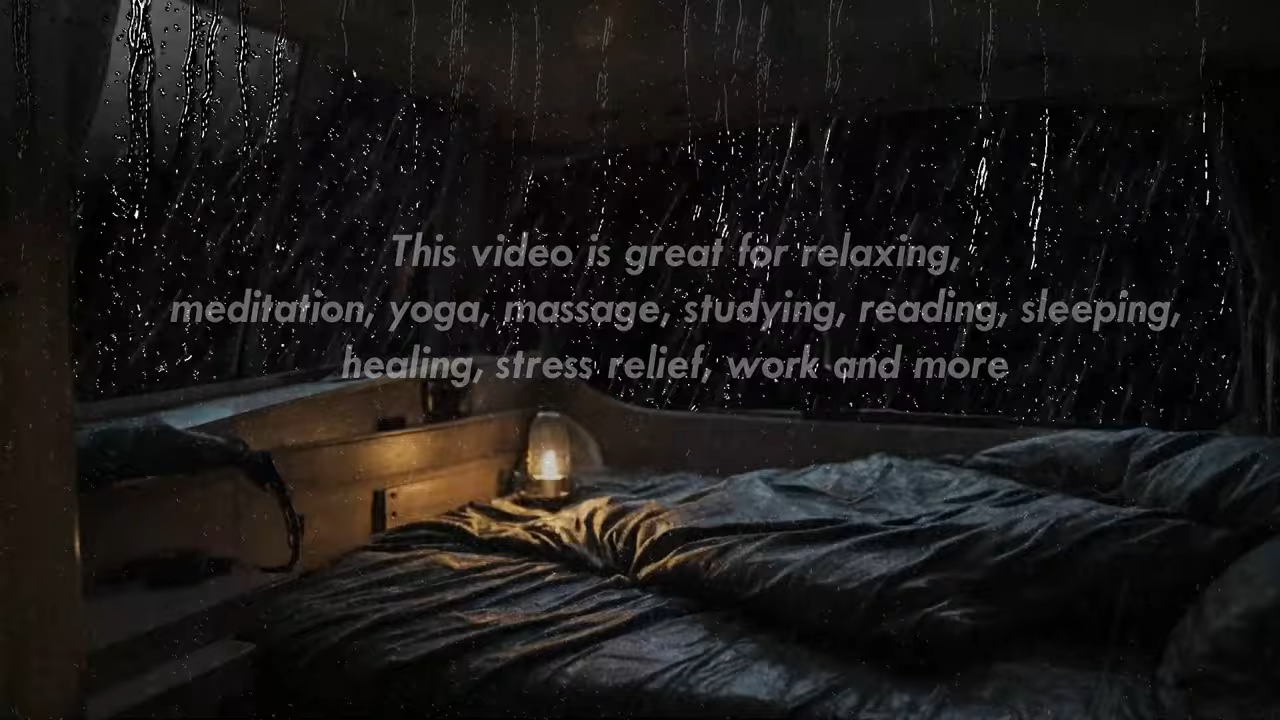 This video is great for relaxing,
meditation, yoga, massage, studying, reading, sleeping,
healing, stress relief, work and more